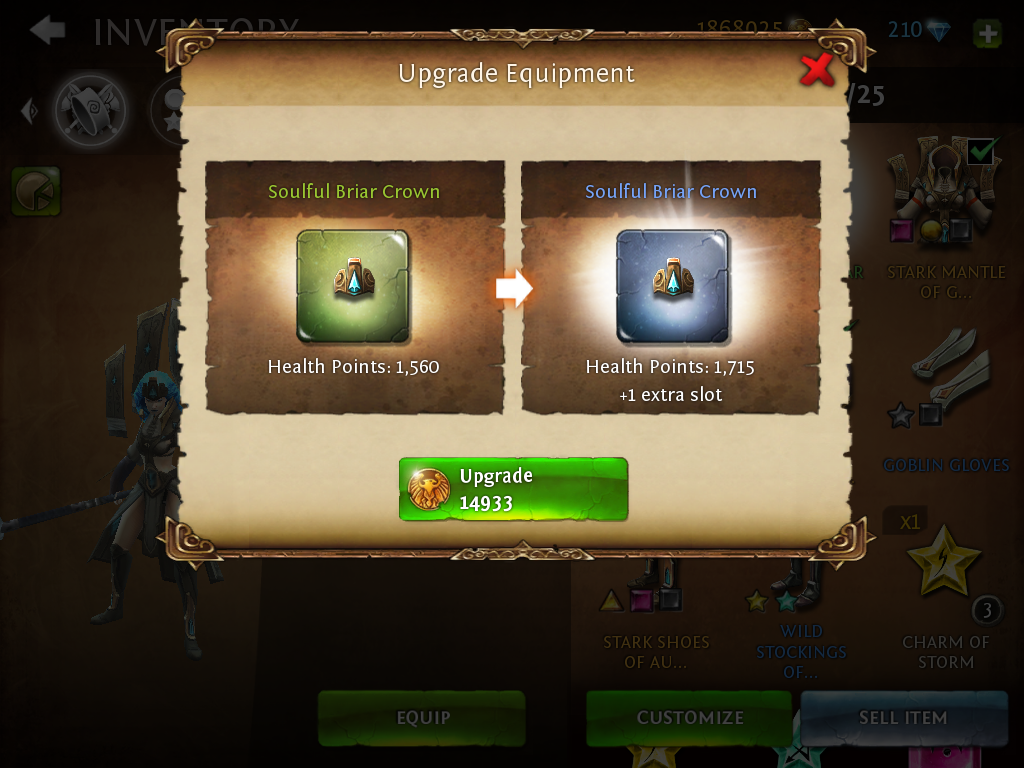 INVENTORY
1868025
210
/25
Upgrade Equipment
Soulful Briar Crown
Health Points: 1,560
Soulful Briar Crown
Health Points: 1,715
+1 extra slot
Upgrade
14933
STARK MANTLE
OF G...
GOBLIN GLOVES
X1
3
STARK SHOES
OF AU...
WILD
STOCKINGS
OF...
CHARM OF
STORM
EQUIP
CUSTOMIZE
SELL ITEM